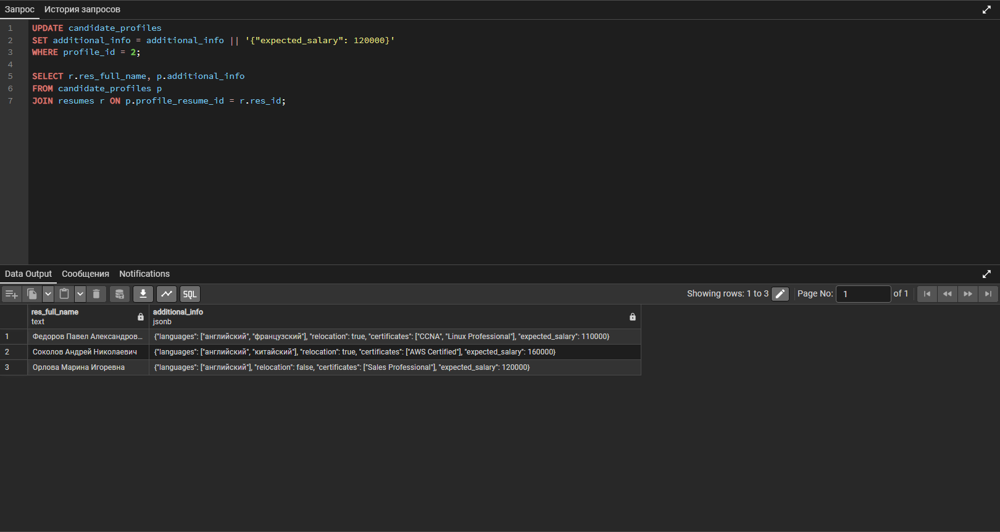 Запрос История запросов
1 UPDATE candidate_profiles
2 SET additional_info = additional_info || '{"expected_salary": 120000}'
3 WHERE profile_id = 2;
4
5 SELECT r.res_full_name, p.additional_info
6 FROM candidate_profiles p
7 JOIN resumes r ON p.profile_resume_id = r.res_id;
Data Output Сообщения Notifications
SQL Showing rows: 1 to 3 Page No: 1 of 1
res_full_name additional_info
text jsonb
1 Федоров Павел Александров... {"languages": ["английский", "французский"], "relocation": true, "certificates": ["CCNA", "Linux Professional"], "expected_salary": 110000}
2 Соколов Андрей Николаевич {"languages": ["английский", "китайский"], "relocation": true, "certificates": ["AWS Certified"], "expected_salary": 160000}
3 Орлова Марина Игоревна {"languages": ["английский"], "relocation": false, "certificates": ["Sales Professional"], "expected_salary": 120000}